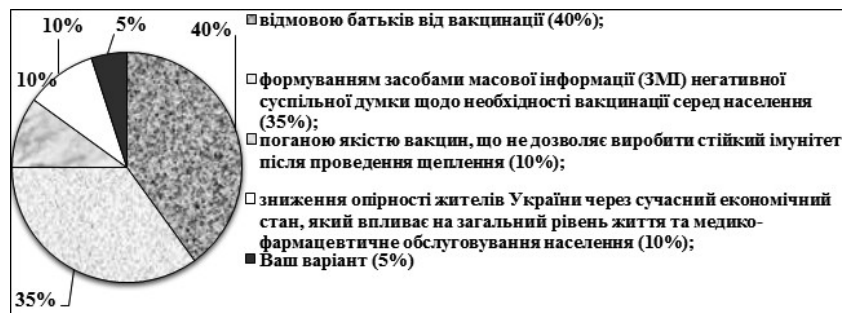 10%
5%
40%
10%
35%
відмовою батьків від вакцинації (40%);
формуванням засобами масової інформації (ЗМІ) негативної
суспільної думки щодо необхідності вакцинації серед населення
(35%);
поганою якістю вакцин, що не дозволяє виробити стійкий імунітет
після проведення щеплення (10%);
зниження опірності жителів України через сучасний економічний
стан, який впливає на загальний рівень життя та медико-
фармацевтичне обслуговування населення (10%);
Ваш варіант (5%)